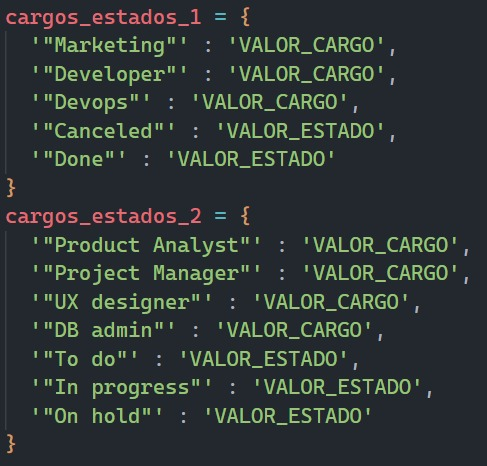 cargos_estados_1 = {
'"Marketing"' : 'VALOR_CARGO',
'"Developer"' : 'VALOR_CARGO',
'"Devops"' : 'VALOR_CARGO',
'"Canceled"' : 'VALOR_ESTADO',
'"Done"' : 'VALOR_ESTADO'
}
cargos_estados_2 = {
'"Product Analyst"' : 'VALOR_CARGO',
'"Project Manager"' : 'VALOR_CARGO',
'"UX designer"' : 'VALOR_CARGO',
'"DB admin"' : 'VALOR_CARGO',
'"To do"' : 'VALOR_ESTADO',
'"In progress"' : 'VALOR_ESTADO',
'"On hold"' : 'VALOR_ESTADO'
}